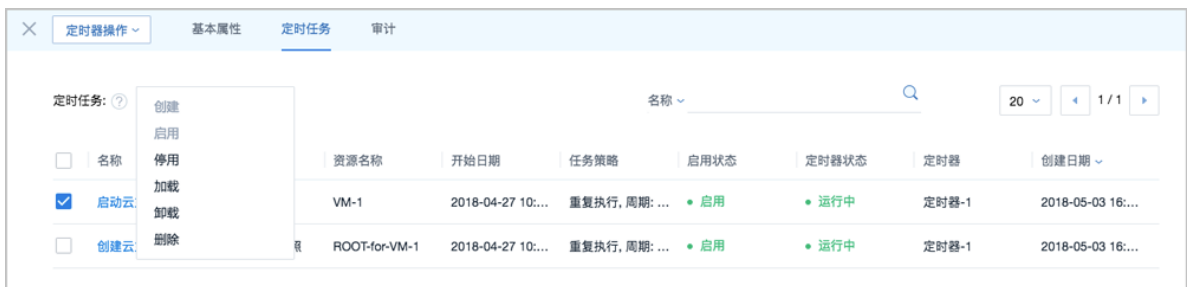 定时器操作 基本属性 定时任务 审计
定时任务: ? 名称 20 1 / 1
创建
启用
停用
加载
卸载
删除
名称 资源名称 开始日期 任务策略 启用状态 定时器状态 定时器 创建日期
启动云 VM-1 2018-04-27 10:... 重复执行, 周期: ... 启用 运行中 定时器-1 2018-05-03 16:...
创建云 照 ROOT-for-VM-1 2018-04-27 10:... 重复执行, 周期: ... 启用 运行中 定时器-1 2018-05-03 16:...